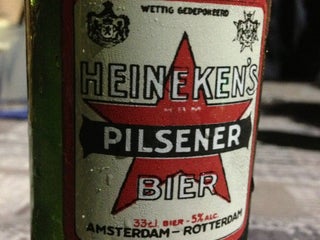 WETTIG GEDEPONEERD
HEINEKEN'S
PILSENER
BIER
33cl BIER - 5% ALC.
AMSTERDAM - ROTTERDAM